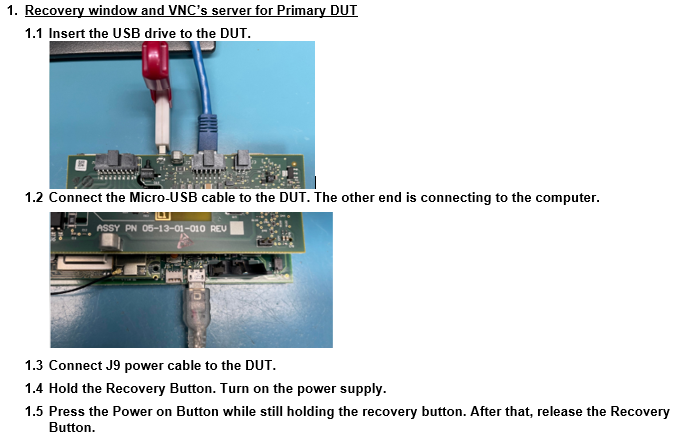 1. Recovery window and VNC's server for Primary DUT
1.1 Insert the USB drive to the DUT.
1.2 Connect the Micro-USB cable to the DUT. The other end is connecting to the computer.
ASSY PN 05-13-01-010 REV
1.3 Connect J9 power cable to the DUT.
1.4 Hold the Recovery Button. Turn on the power supply.
1.5 Press the Power on Button while still holding the recovery button. After that, release the Recovery
Button.